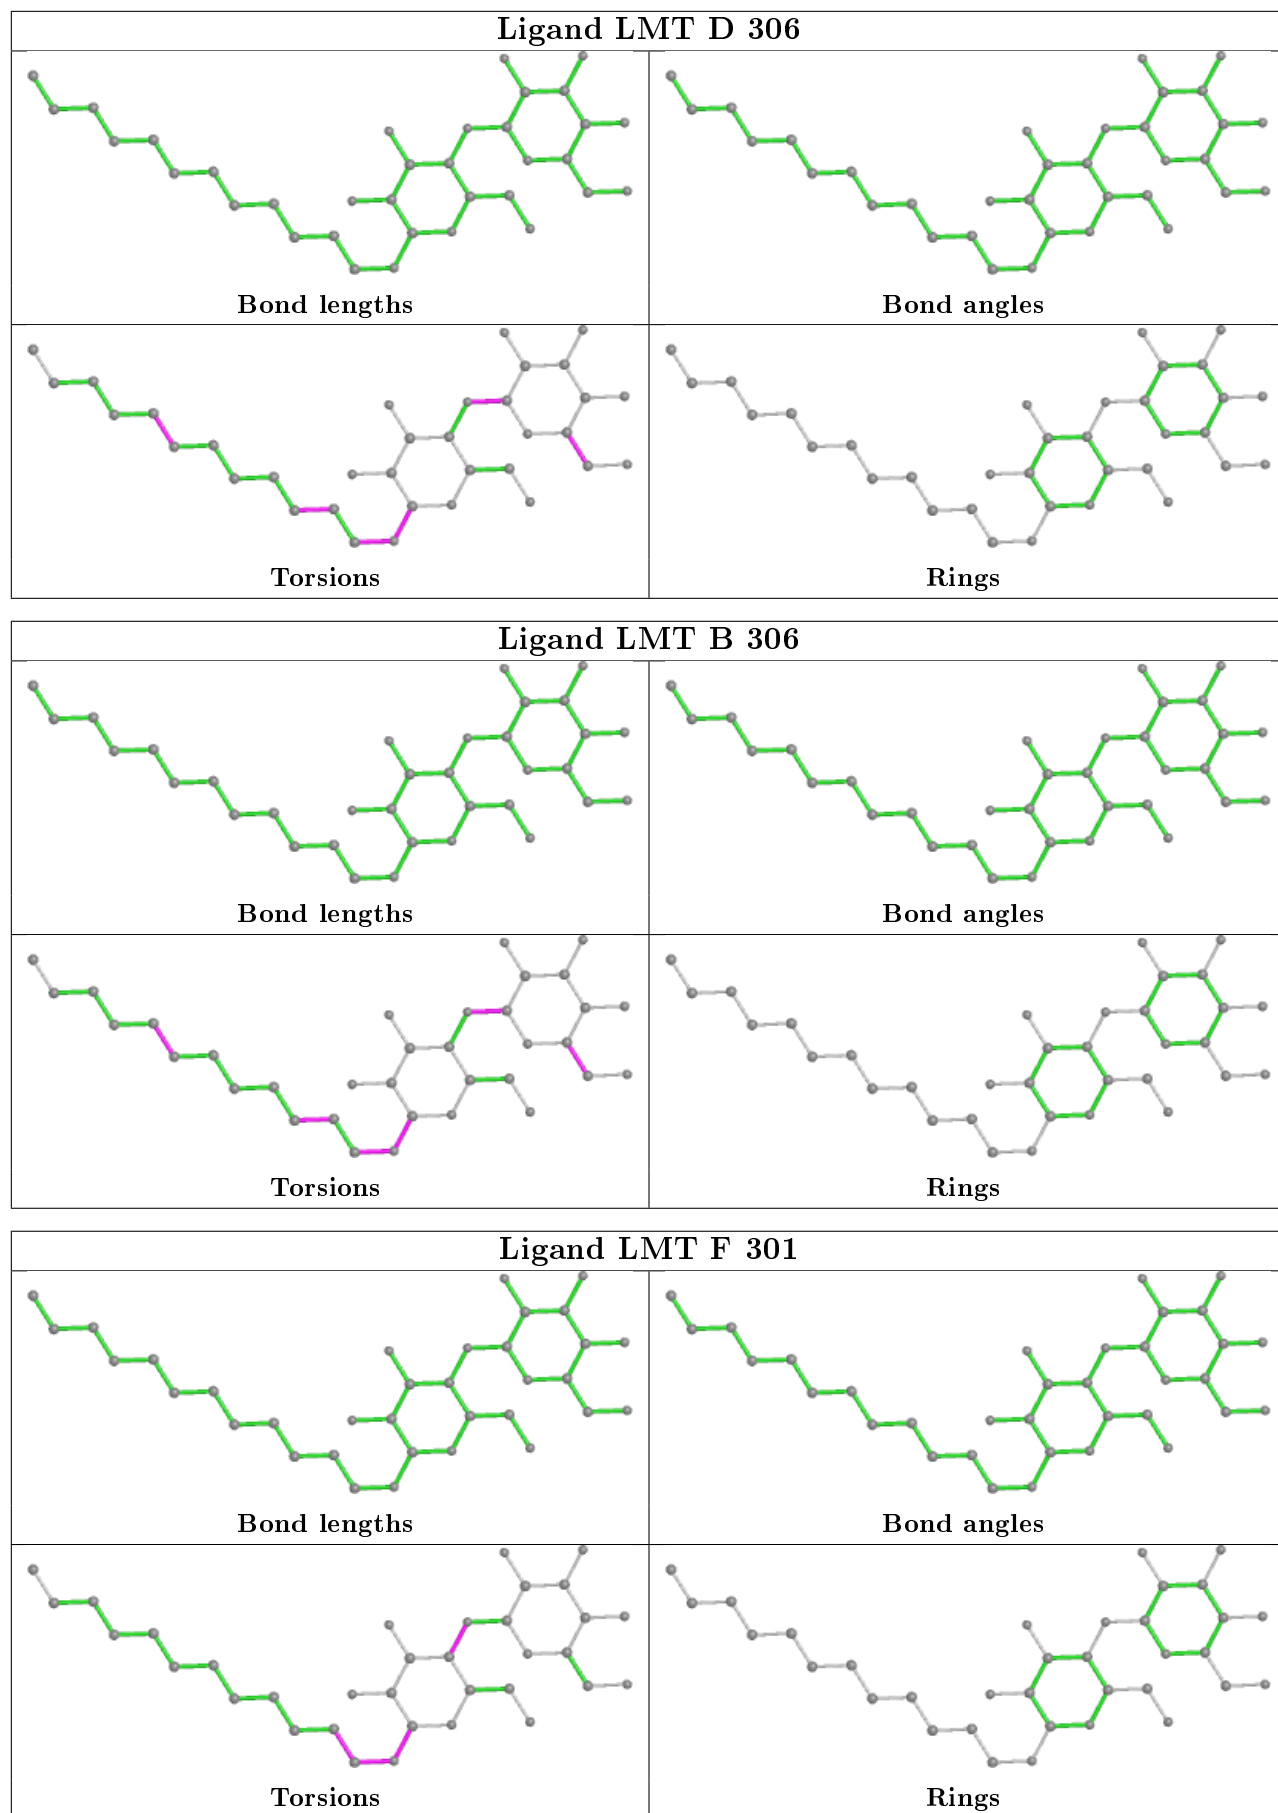 Ligand LMT D 306
Bond lengths
Bond angles
Torsions
Rings
Ligand LMT B 306
Bond lengths
Bond angles
Torsions
Rings
Ligand LMT F 301
Bond lengths
Bond angles
Torsions
Rings